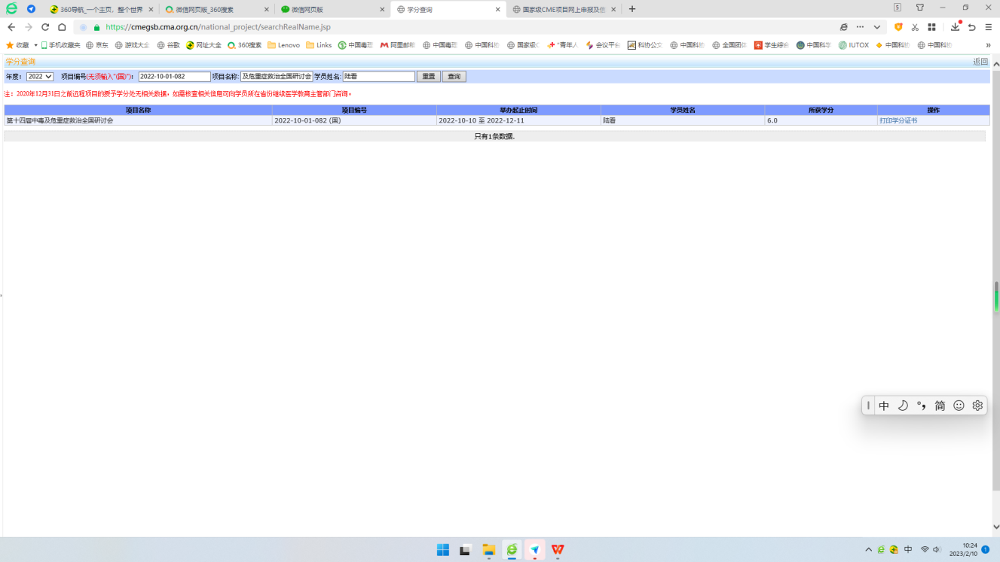 360导航_一个主页，整个世界
微信网页版_360搜索
微信网页版
学分查询
国家级CME项目网上申报及信
5
https://cmegsb.cma.org.cn/national_project/searchRealName.jsp
收藏 手机收藏夹 京东 游戏大全 谷歌 网址大全 360搜索 Lenovo Links 中国毒理 阿里邮箱 中国毒理 中国科协 国家级C "青年人 会议平台 科协公文 中国科协 全国团体 学生综合 中国科学 IUTOX 中国科协 中国科协 »
学分查询 返回
年度： 2022 项目编号(无须输入"(国)")： 2022-10-01-082 项目名称: 及危重症救治全国研讨会 学员姓名: 陆蓉 重置 查询
注：2020年12月31日之前远程项目的授予学分处无相关数据，如需核查相关信息可向学员所在省份继续医学教育主管部门咨询。
项目名称 项目编号 举办起止时间 学员姓名 所获学分 操作
第十四届中毒及危重症救治全国研讨会 2022-10-01-082 (国) 2022-10-10 至 2022-12-11 6.0 打印学分证书
只有1条数据.
中 简
中
10:24
2023/2/10
1